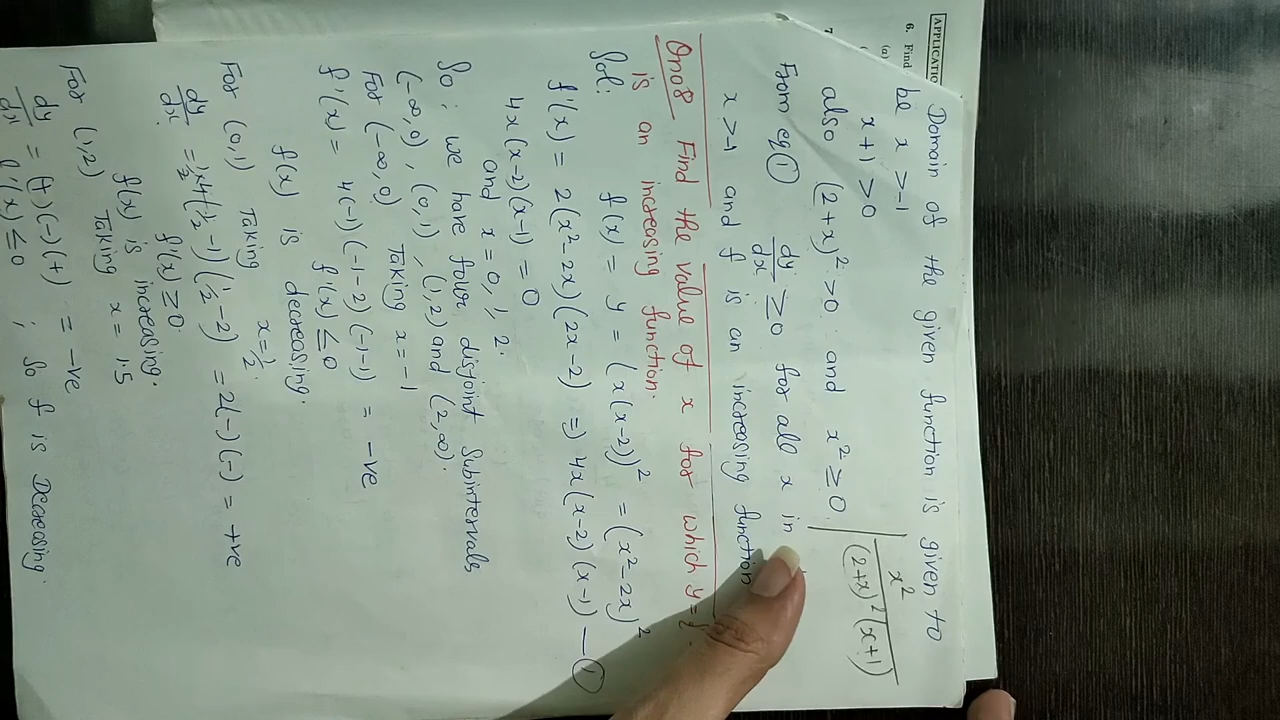 APPLICATIO
6. Find
(a)
7
Domain of the given function is given to
be x > -1
x+1 > 0
also (2+x)² > 0 and x² ≥ 0
x² / (2+x)²(x+1)
From eq ① dy/dx ≥ 0 for all x in
x > -1 and f is an increasing function
Qno8 Find the value of x for which y =
is an increasing function.
Sol: f(x) = y = (x(x-2))² = (x²-2x)²
f'(x) = 2(x²-2x)(2x-2) ⇒ 4x(x-2)(x-1) — ①
4x(x-2)(x-1) = 0
and x = 0, 1, 2.
So; we have four disjoint Subintervals
(-∞,0), (0,1), (1,2) and (2,∞).
For (-∞,0) Taking x = -1
f'(x) = 4(-1)(-1-2)(-1-1) = -ve
f'(x) ≤ 0
f(x) is decreasing.
For (0,1) Taking x = ½.
dy/dx = ½×4(½-1)(½-2) = 2(-)(-) = +ve
f'(x) ≥ 0
f(x) is increasing.
For (1,2) Taking x = 1.5
dy/dx = (+)(-)(+) = -ve
f'(x) ≤ 0 ; So f is Decreasing.